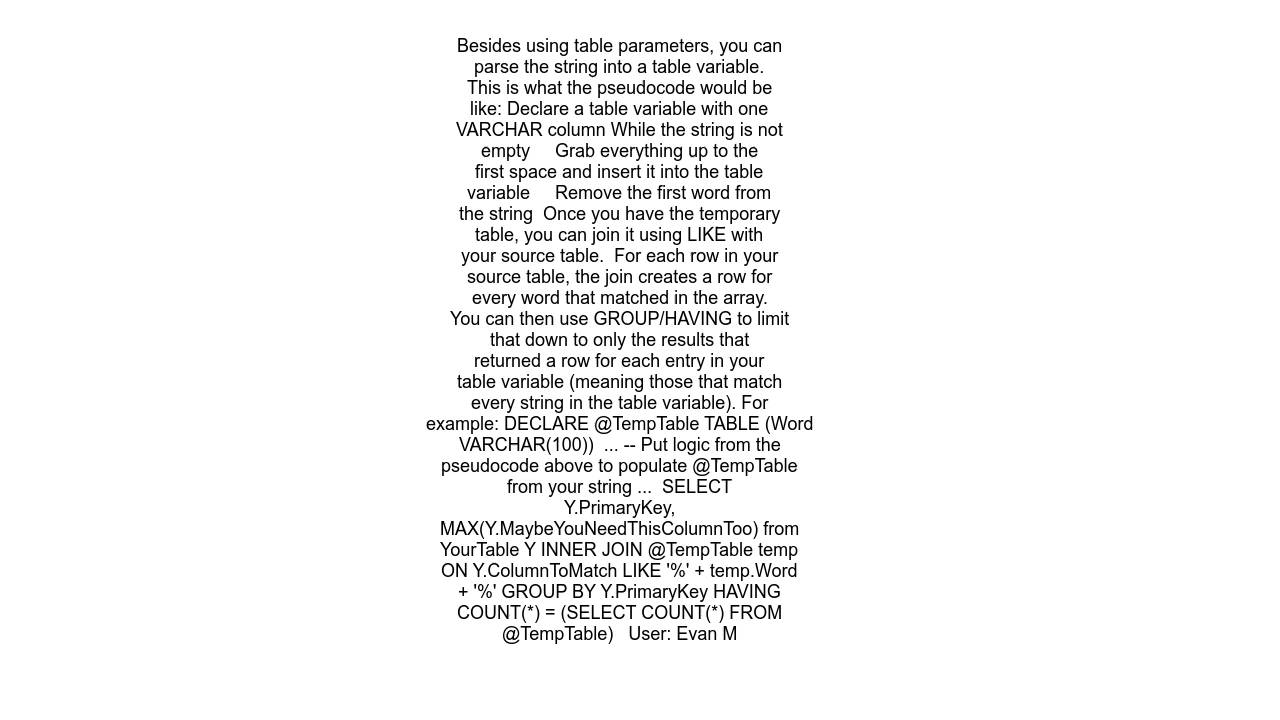 Besides using table parameters, you can
parse the string into a table variable.
This is what the pseudocode would be
like: Declare a table variable with one
VARCHAR column While the string is not
empty     Grab everything up to the
first space and insert it into the table
variable     Remove the first word from
the string  Once you have the temporary
table, you can join it using LIKE with
your source table.  For each row in your
source table, the join creates a row for
every word that matched in the array.
You can then use GROUP/HAVING to limit
that down to only the results that
returned a row for each entry in your
table variable (meaning those that match
every string in the table variable). For
example: DECLARE @TempTable TABLE (Word
VARCHAR(100))  ... -- Put logic from the
pseudocode above to populate @TempTable
from your string ...  SELECT
Y.PrimaryKey,
MAX(Y.MaybeYouNeedThisColumnToo) from
YourTable Y INNER JOIN @TempTable temp
ON Y.ColumnToMatch LIKE '%' + temp.Word
+ '%' GROUP BY Y.PrimaryKey HAVING
COUNT(*) = (SELECT COUNT(*) FROM
@TempTable)   User: Evan M